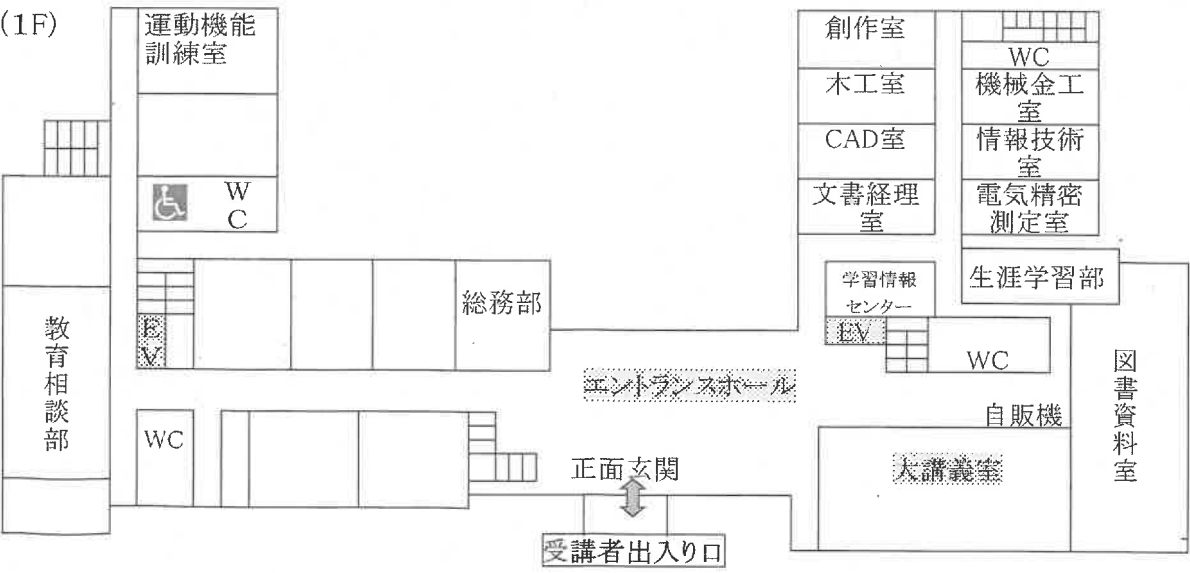 (1F)
運動機能
訓練室
W
C
総務部
E
V
教育相談部
WC
エントランスホール
正面玄関
受講者出入り口
創作室
木工室
CAD室
文書経理
室
WC
機械金工
室
情報技術
室
電気精密
測定室
学習情報
センター
EV
生涯学習部
WC
自販機
大講義室
図書資料室